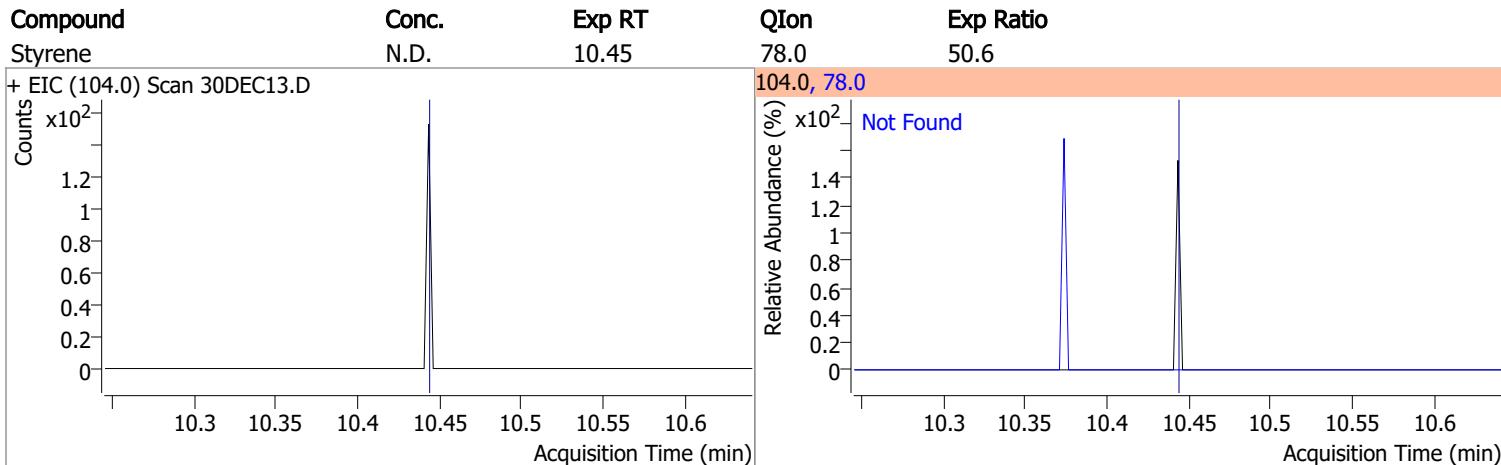 Compound Conc. Exp RT QIon Exp Ratio
Styrene N.D. 10.45 78.0 50.6
+ EIC (104.0) Scan 30DEC13.D
Counts
x10²
1.2
1
0.8
0.6
0.4
0.2
0
10.3 10.35 10.4 10.45 10.5 10.55 10.6
Acquisition Time (min)
104.0, 78.0
Relative Abundance (%)
x10²
Not Found
1.4
1.2
1
0.8
0.6
0.4
0.2
0
10.3 10.35 10.4 10.45 10.5 10.55 10.6
Acquisition Time (min)